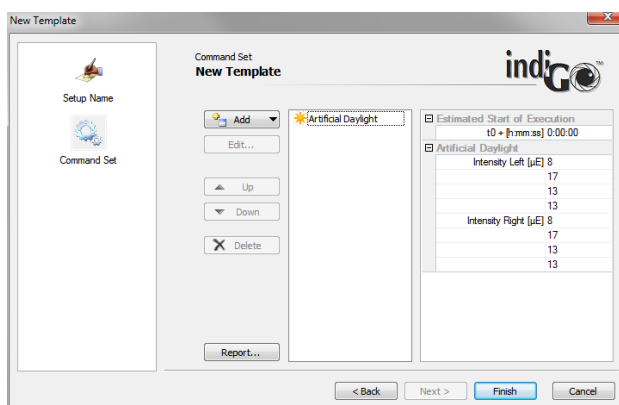 New Template
Setup Name
Command Set
Command Set
New Template
indiGO™
Add
Edit...
Up
Down
Delete
Report...
Artificial Daylight
Estimated Start of Execution
t0 + [h:mm:ss] 0:00:00
Artificial Daylight
Intensity Left [µE] 8
17
13
13
Intensity Right [µE] 8
17
13
13
< Back
Next >
Finish
Cancel